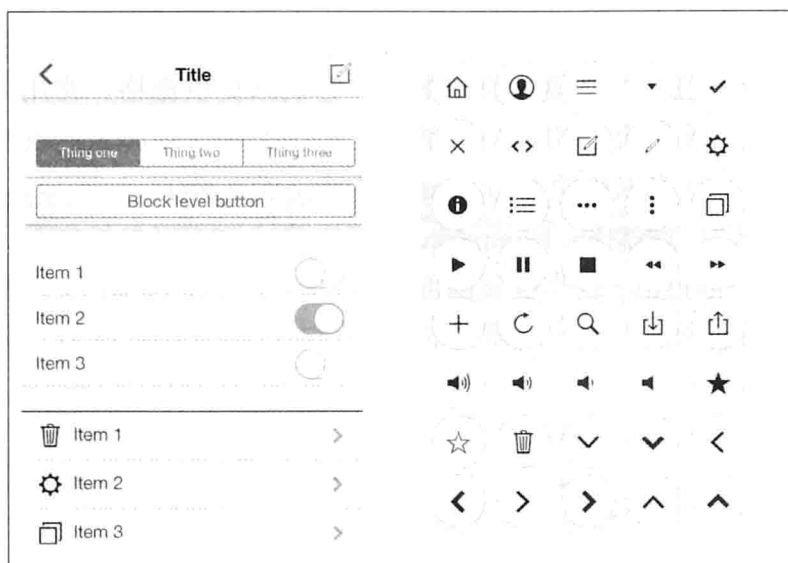 Title
Thing one Thing two Thing three
Block level button
Item 1
Item 2
Item 3
Item 1
Item 2
Item 3